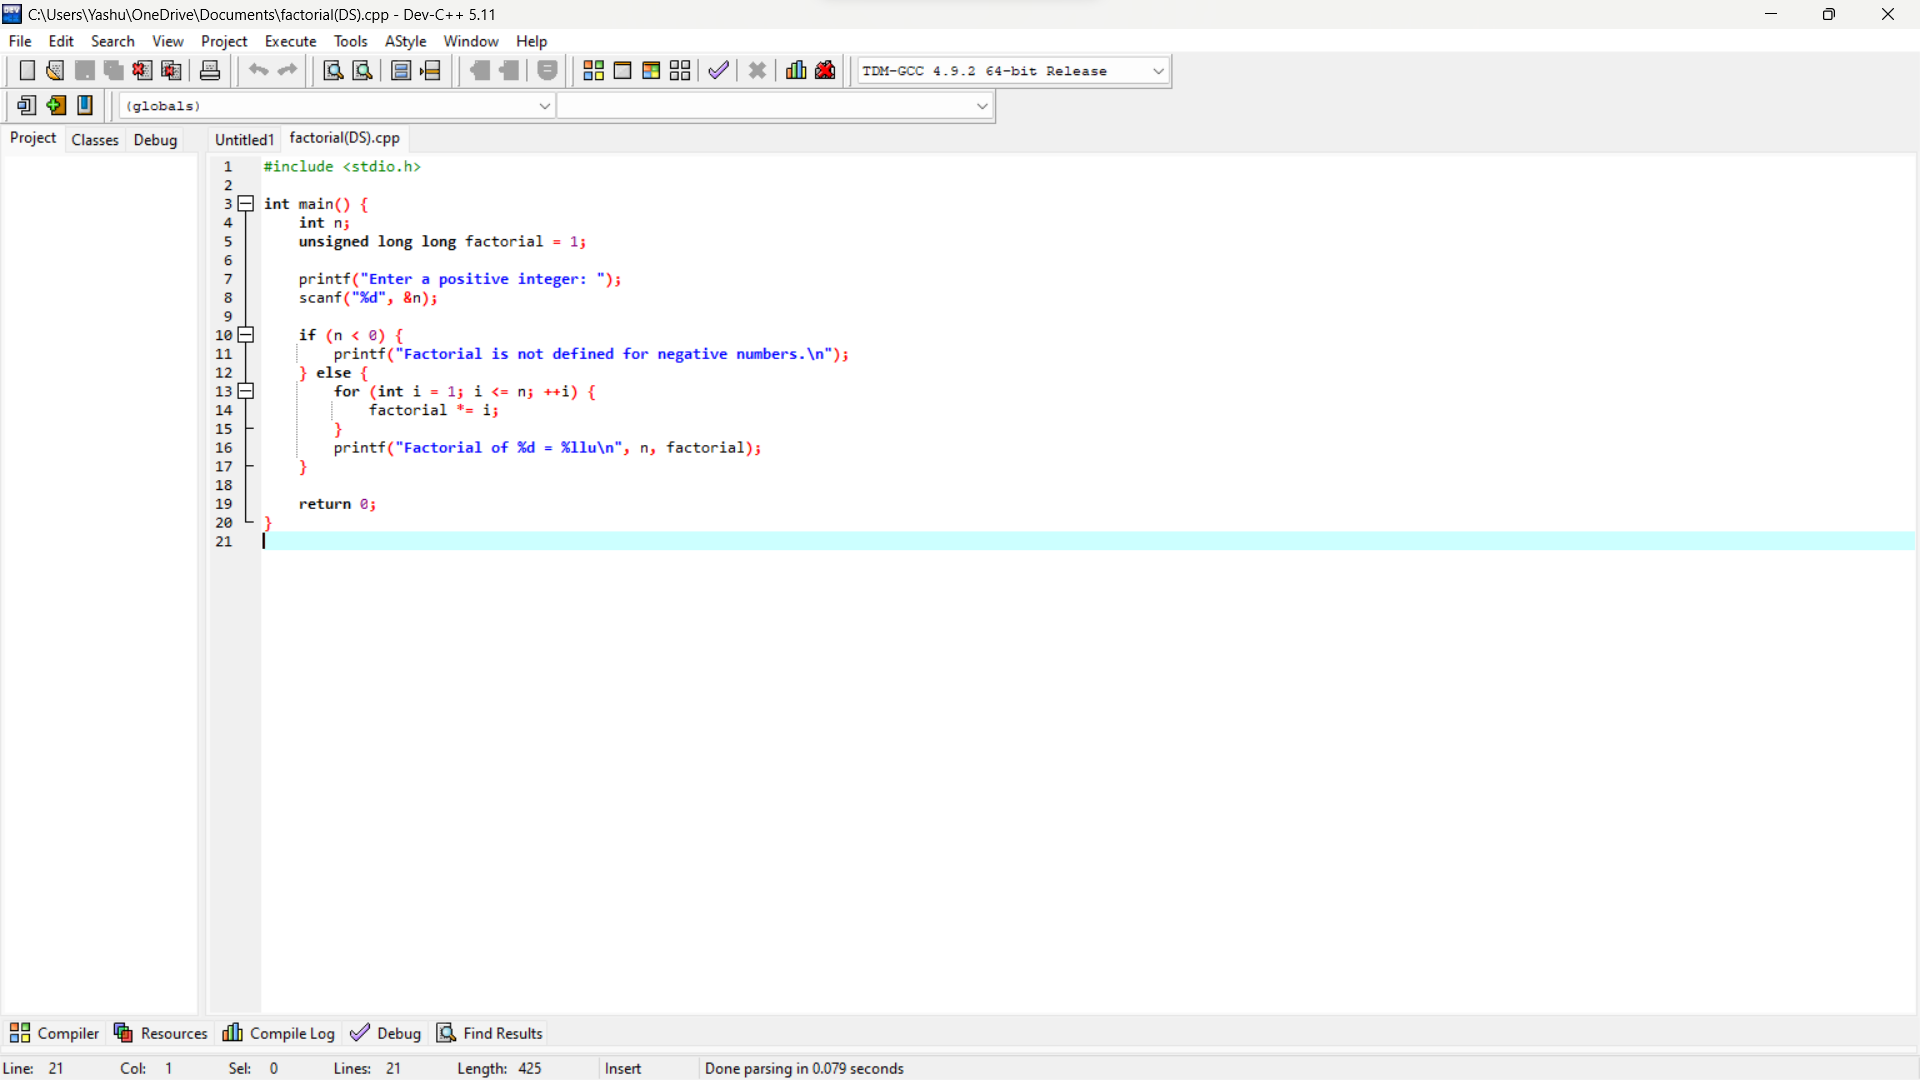 C:\Users\Yashu\OneDrive\Documents\factorial(DS).cpp - Dev-C++ 5.11
File Edit Search View Project Execute Tools AStyle Window Help
TDM-GCC 4.9.2 64-bit Release
(globals)
Project Classes Debug Untitled1 factorial(DS).cpp
1 #include <stdio.h>
2
3 int main() {
4     int n;
5     unsigned long long factorial = 1;
6
7     printf("Enter a positive integer: ");
8     scanf("%d", &n);
9
10     if (n < 0) {
11         printf("Factorial is not defined for negative numbers.\n");
12     } else {
13         for (int i = 1; i <= n; ++i) {
14             factorial *= i;
15         }
16         printf("Factorial of %d = %llu\n", n, factorial);
17     }
18
19     return 0;
20 }
21
Compiler Resources Compile Log Debug Find Results
Line: 21 Col: 1 Sel: 0 Lines: 21 Length: 425 Insert Done parsing in 0.079 seconds